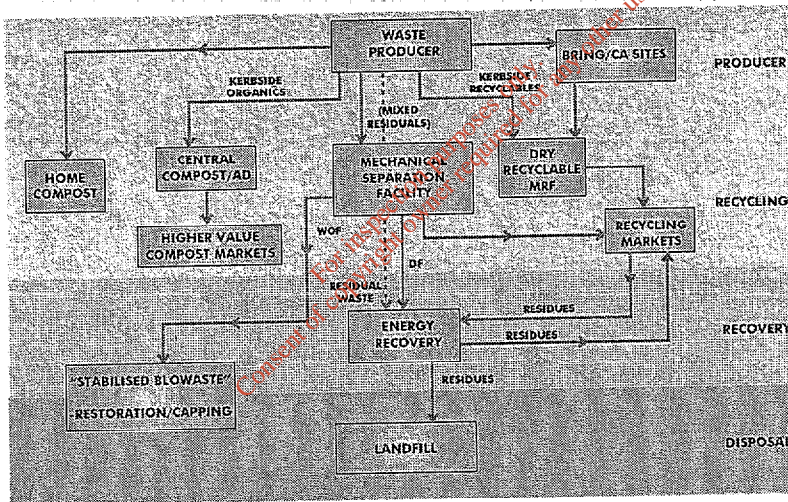 WASTE
PRODUCER
BRING/CA SITES
PRODUCER
KERBSIDE
ORGANICS
KERBSIDE
RECYCLABLES
(MIXED
RESIDUALS)
HOME
COMPOST
CENTRAL
COMPOST/AD
MECHANICAL
SEPARATION
FACILITY
DRY
RECYCLABLE
MRF
RECYCLING
HIGHER VALUE
COMPOST MARKETS
WOF
RECYCLING
MARKETS
DF
RESIDUAL
WASTE
ENERGY
RECOVERY
RESIDUES
RESIDUES
RECOVERY
"STABILISED BIOWASTE"
-RESTORATION/CAPPING
RESIDUES
LANDFILL
DISPOSAL
For inspection purposes only.
Consent of copyright owner required for any other u